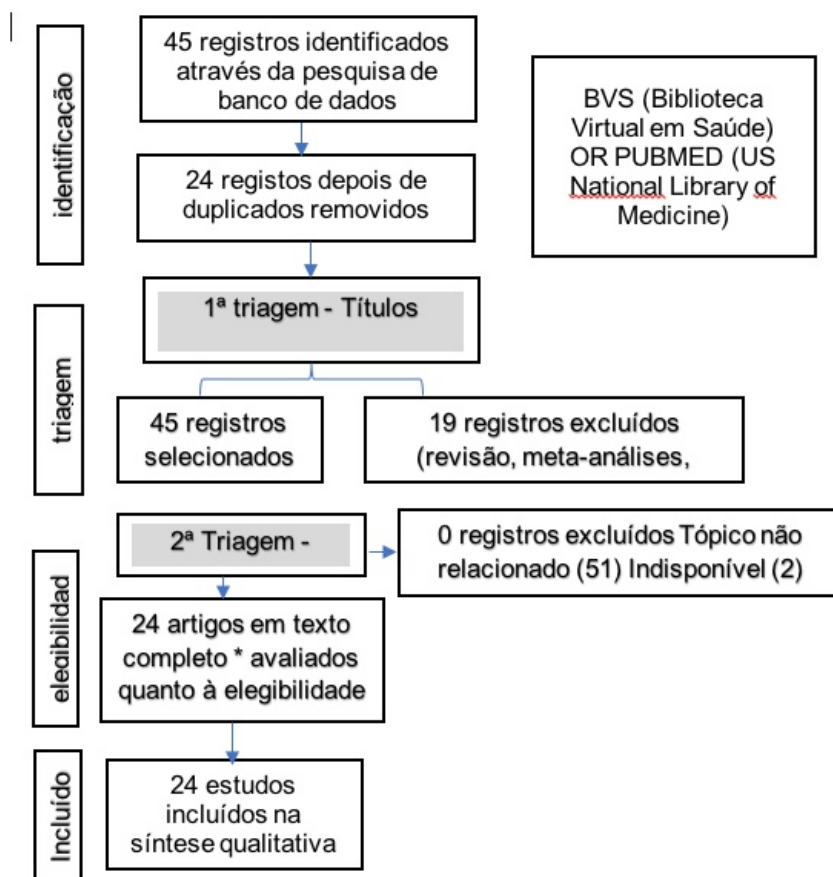 identificação
45 registros identificados
através da pesquisa de
banco de dados
BVS (Biblioteca
Virtual em Saúde)
OR PUBMED (US
National Library of
Medicine)
24 registos depois de
duplicados removidos
triagem
1ª triagem - Títulos
45 registros
selecionados
19 registros excluídos
(revisão, meta-análises,
elegibilidad
2ª Triagem -
0 registros excluídos Tópico não
relacionado (51) Indisponível (2)
24 artigos em texto
completo * avaliados
quanto à elegibilidade
Incluído
24 estudos
incluídos na
síntese qualitativa